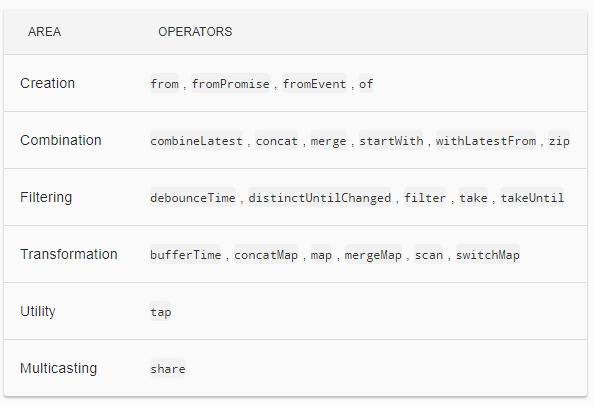 AREA OPERATORS
Creation from , fromPromise , fromEvent , of
Combination combineLatest , concat , merge , startWith , withLatestFrom , zip
Filtering debounceTime , distinctUntilChanged , filter , take , takeUntil
Transformation bufferTime , concatMap , map , mergeMap , scan , switchMap
Utility tap
Multicasting share